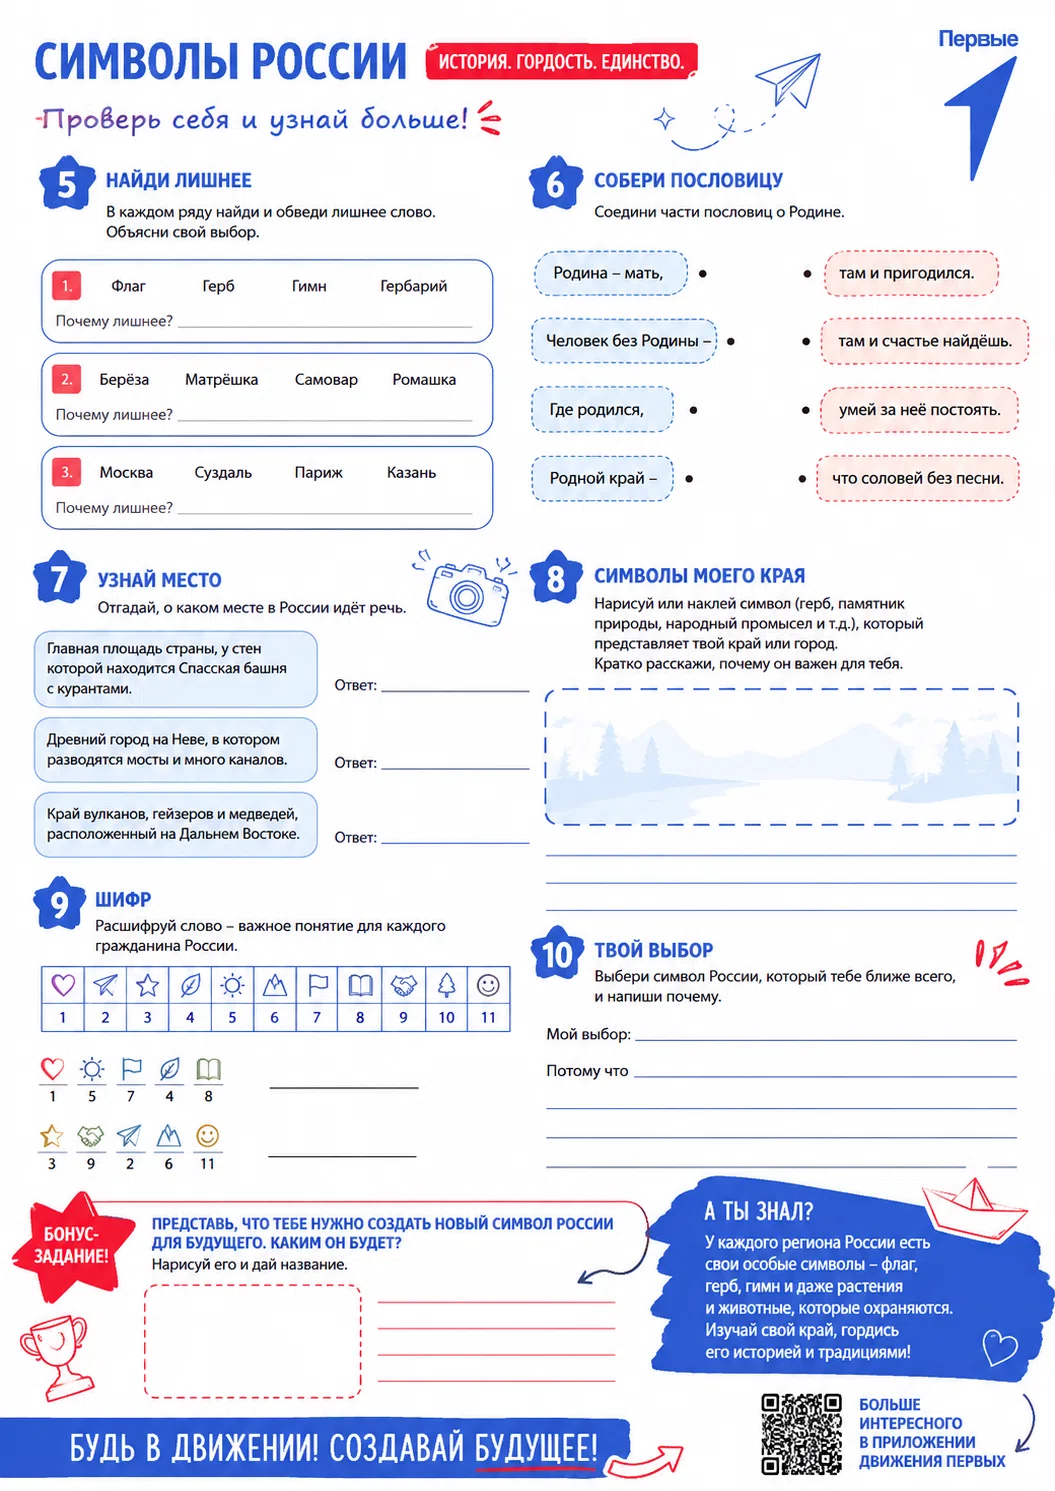 СИМВОЛЫ РОССИИ
ИСТОРИЯ. ГОРДОСТЬ. ЕДИНСТВО.
Первые
Проверь себя и узнай больше!
5 НАЙДИ ЛИШНЕЕ
В каждом ряду найди и обведи лишнее слово.
Объясни свой выбор.
1. Флаг Герб Гимн Гербарий
Почему лишнее?
2. Берёза Матрёшка Самовар Ромашка
Почему лишнее?
3. Москва Суздаль Париж Казань
Почему лишнее?
6 СОБЕРИ ПОСЛОВИЦУ
Соедини части пословиц о Родине.
Родина – мать, • • там и пригодился.
Человек без Родины – • • там и счастье найдёшь.
Где родился, • • умей за неё постоять.
Родной край – • • что соловей без песни.
7 УЗНАЙ МЕСТО
Отгадай, о каком месте в России идёт речь.
Главная площадь страны, у стен
которой находится Спасская башня
с курантами.
Ответ:
Древний город на Неве, в котором
разводятся мосты и много каналов.
Ответ:
Край вулканов, гейзеров и медведей,
расположенный на Дальнем Востоке.
Ответ:
8 СИМВОЛЫ МОЕГО КРАЯ
Нарисуй или наклей символ (герб, памятник
природы, народный промысел и т.д.), который
представляет твой край или город.
Кратко расскажи, почему он важен для тебя.
9 ШИФР
Расшифруй слово – важное понятие для каждого
гражданина России.
1 2 3 4 5 6 7 8 9 10 11
1 5 7 4 8
3 9 2 6 11
10 ТВОЙ ВЫБОР
Выбери символ России, который тебе ближе всего,
и напиши почему.
Мой выбор:
Потому что
БОНУС-
ЗАДАНИЕ!
ПРЕДСТАВЬ, ЧТО ТЕБЕ НУЖНО СОЗДАТЬ НОВЫЙ СИМВОЛ РОССИИ
ДЛЯ БУДУЩЕГО. КАКИМ ОН БУДЕТ?
Нарисуй его и дай название.
А ТЫ ЗНАЛ?
У каждого региона России есть
свои особые символы – флаг,
герб, гимн и даже растения
и животные, которые охраняются.
Изучай свой край, гордись
его историей и традициями!
БУДЬ В ДВИЖЕНИИ! СОЗДАВАЙ БУДУЩЕЕ!
БОЛЬШЕ
ИНТЕРЕСНОГО
В ПРИЛОЖЕНИИ
ДВИЖЕНИЯ ПЕРВЫХ